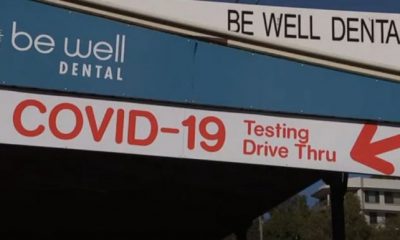 BE WELL DENTA
be well
DENTAL
COVID-19
Testing
Drive Thru